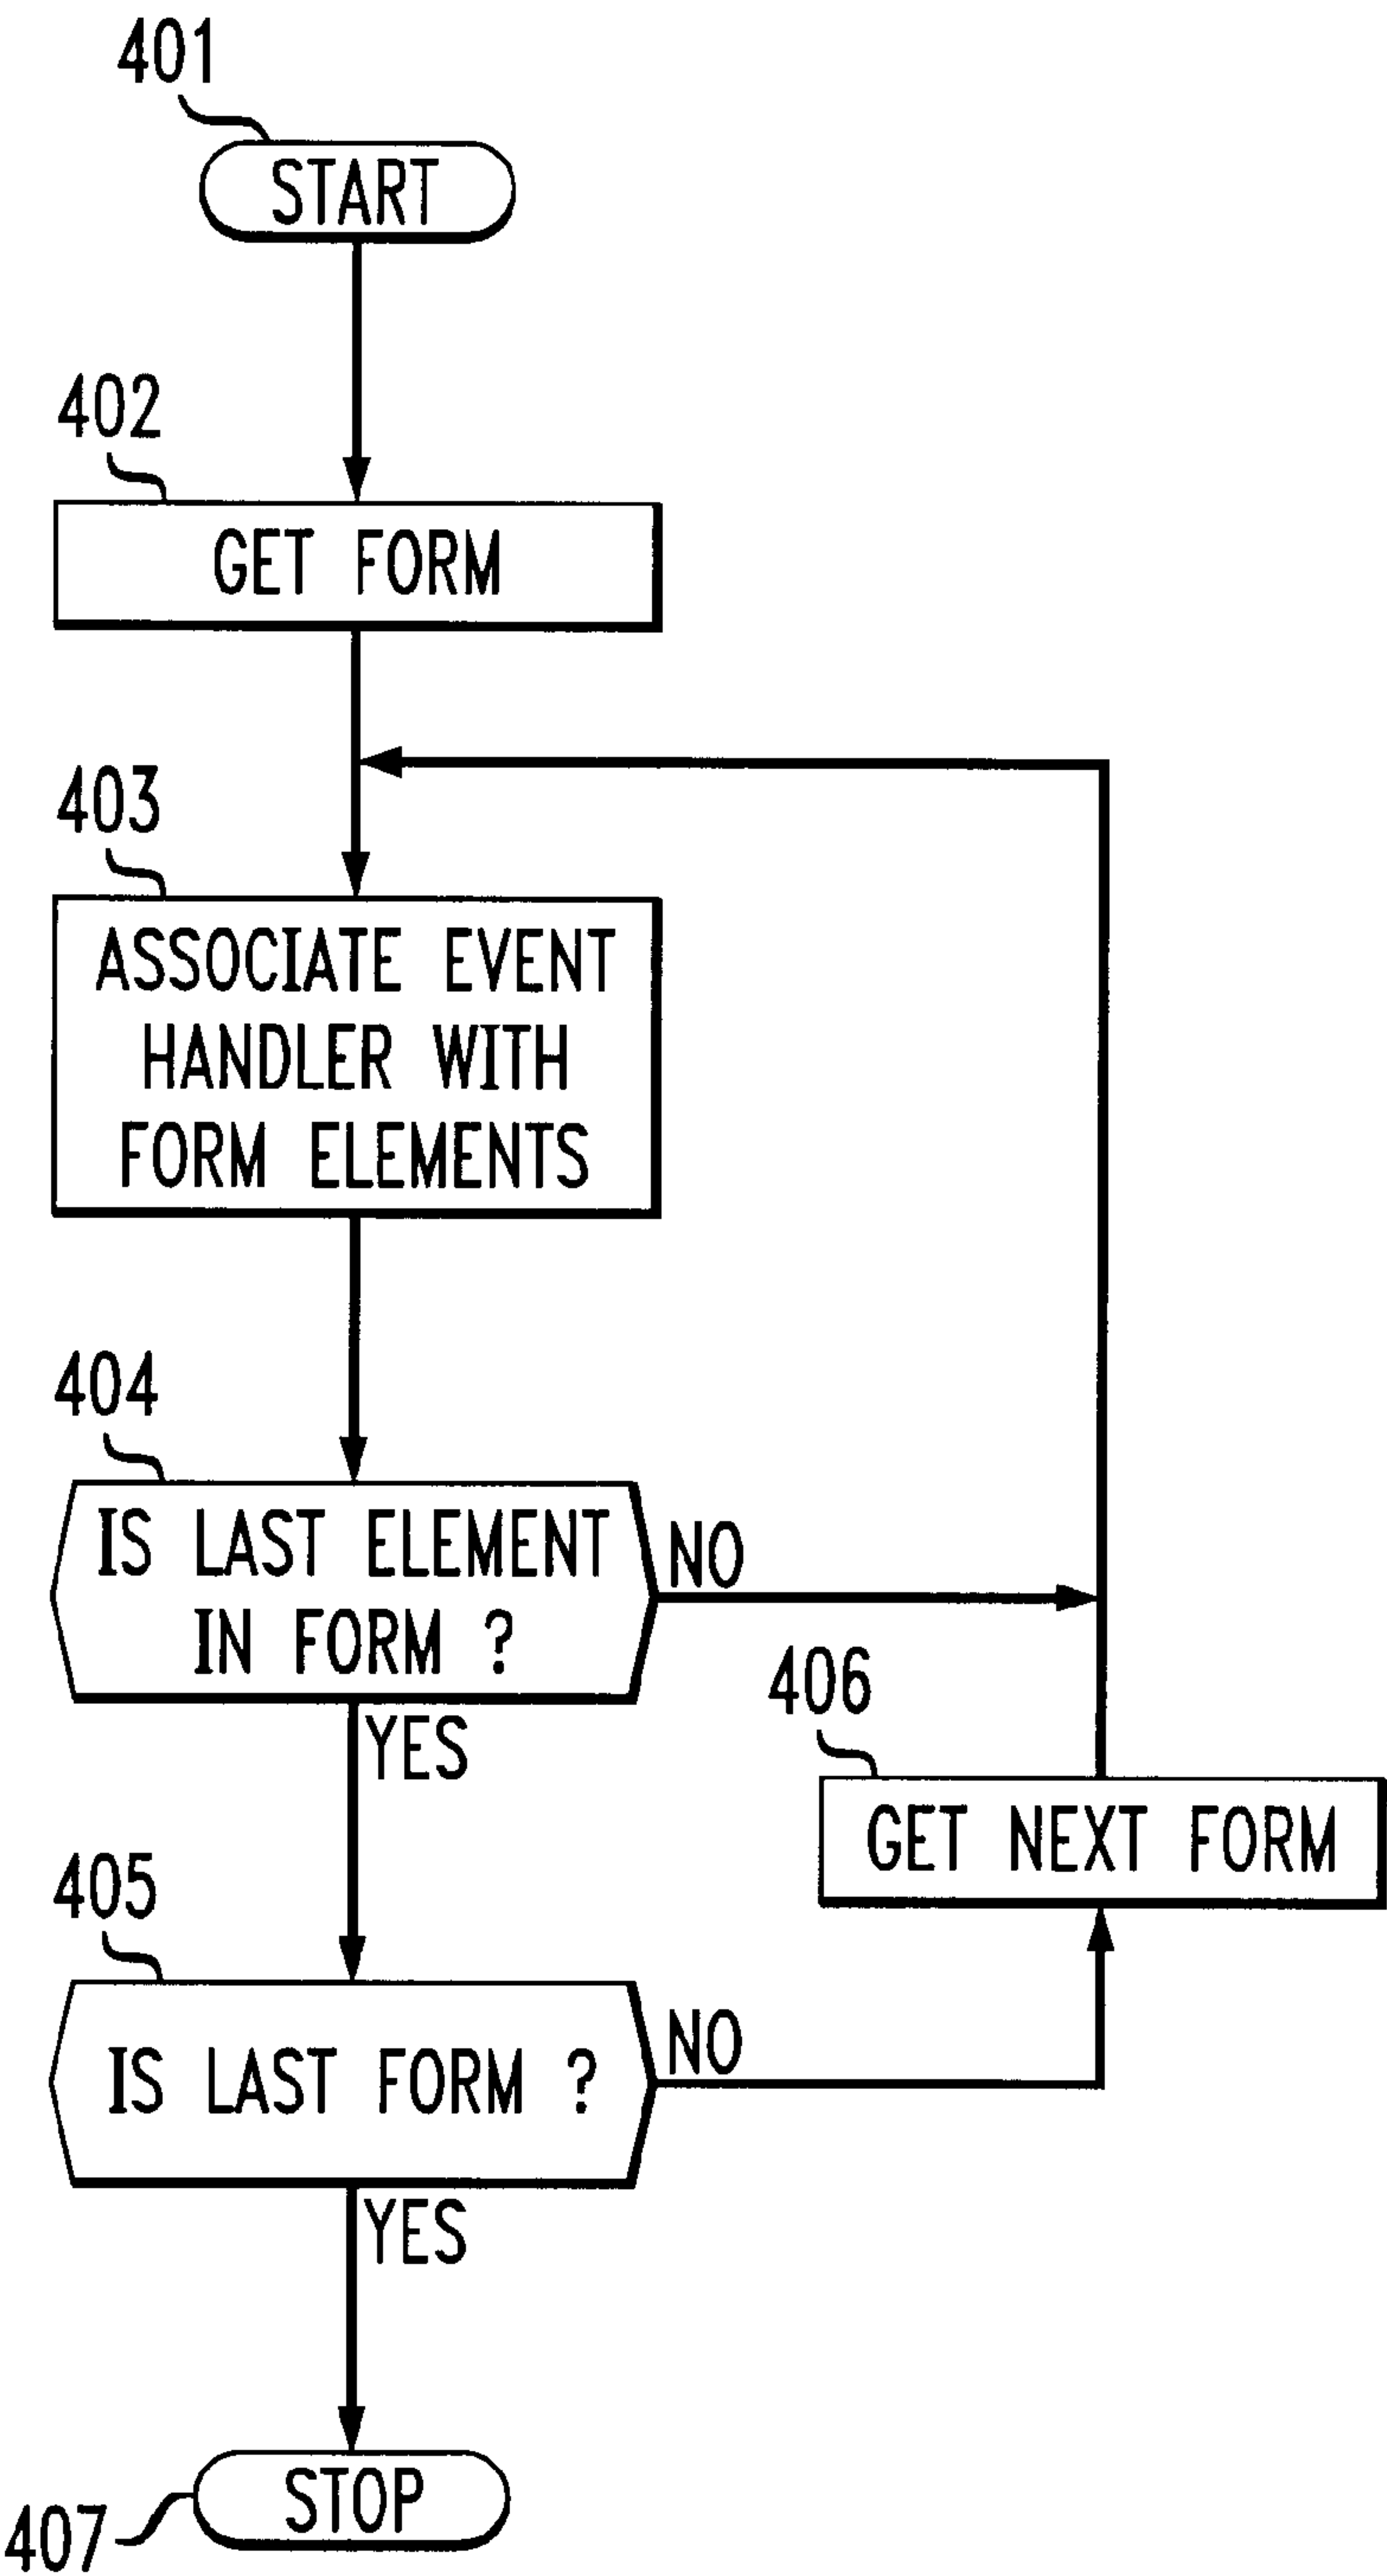 401
START
402
GET FORM
403
ASSOCIATE EVENT
HANDLER WITH
FORM ELEMENTS
404
IS LAST ELEMENT
IN FORM ?
NO
YES
406
GET NEXT FORM
405
IS LAST FORM ?
NO
YES
STOP
407